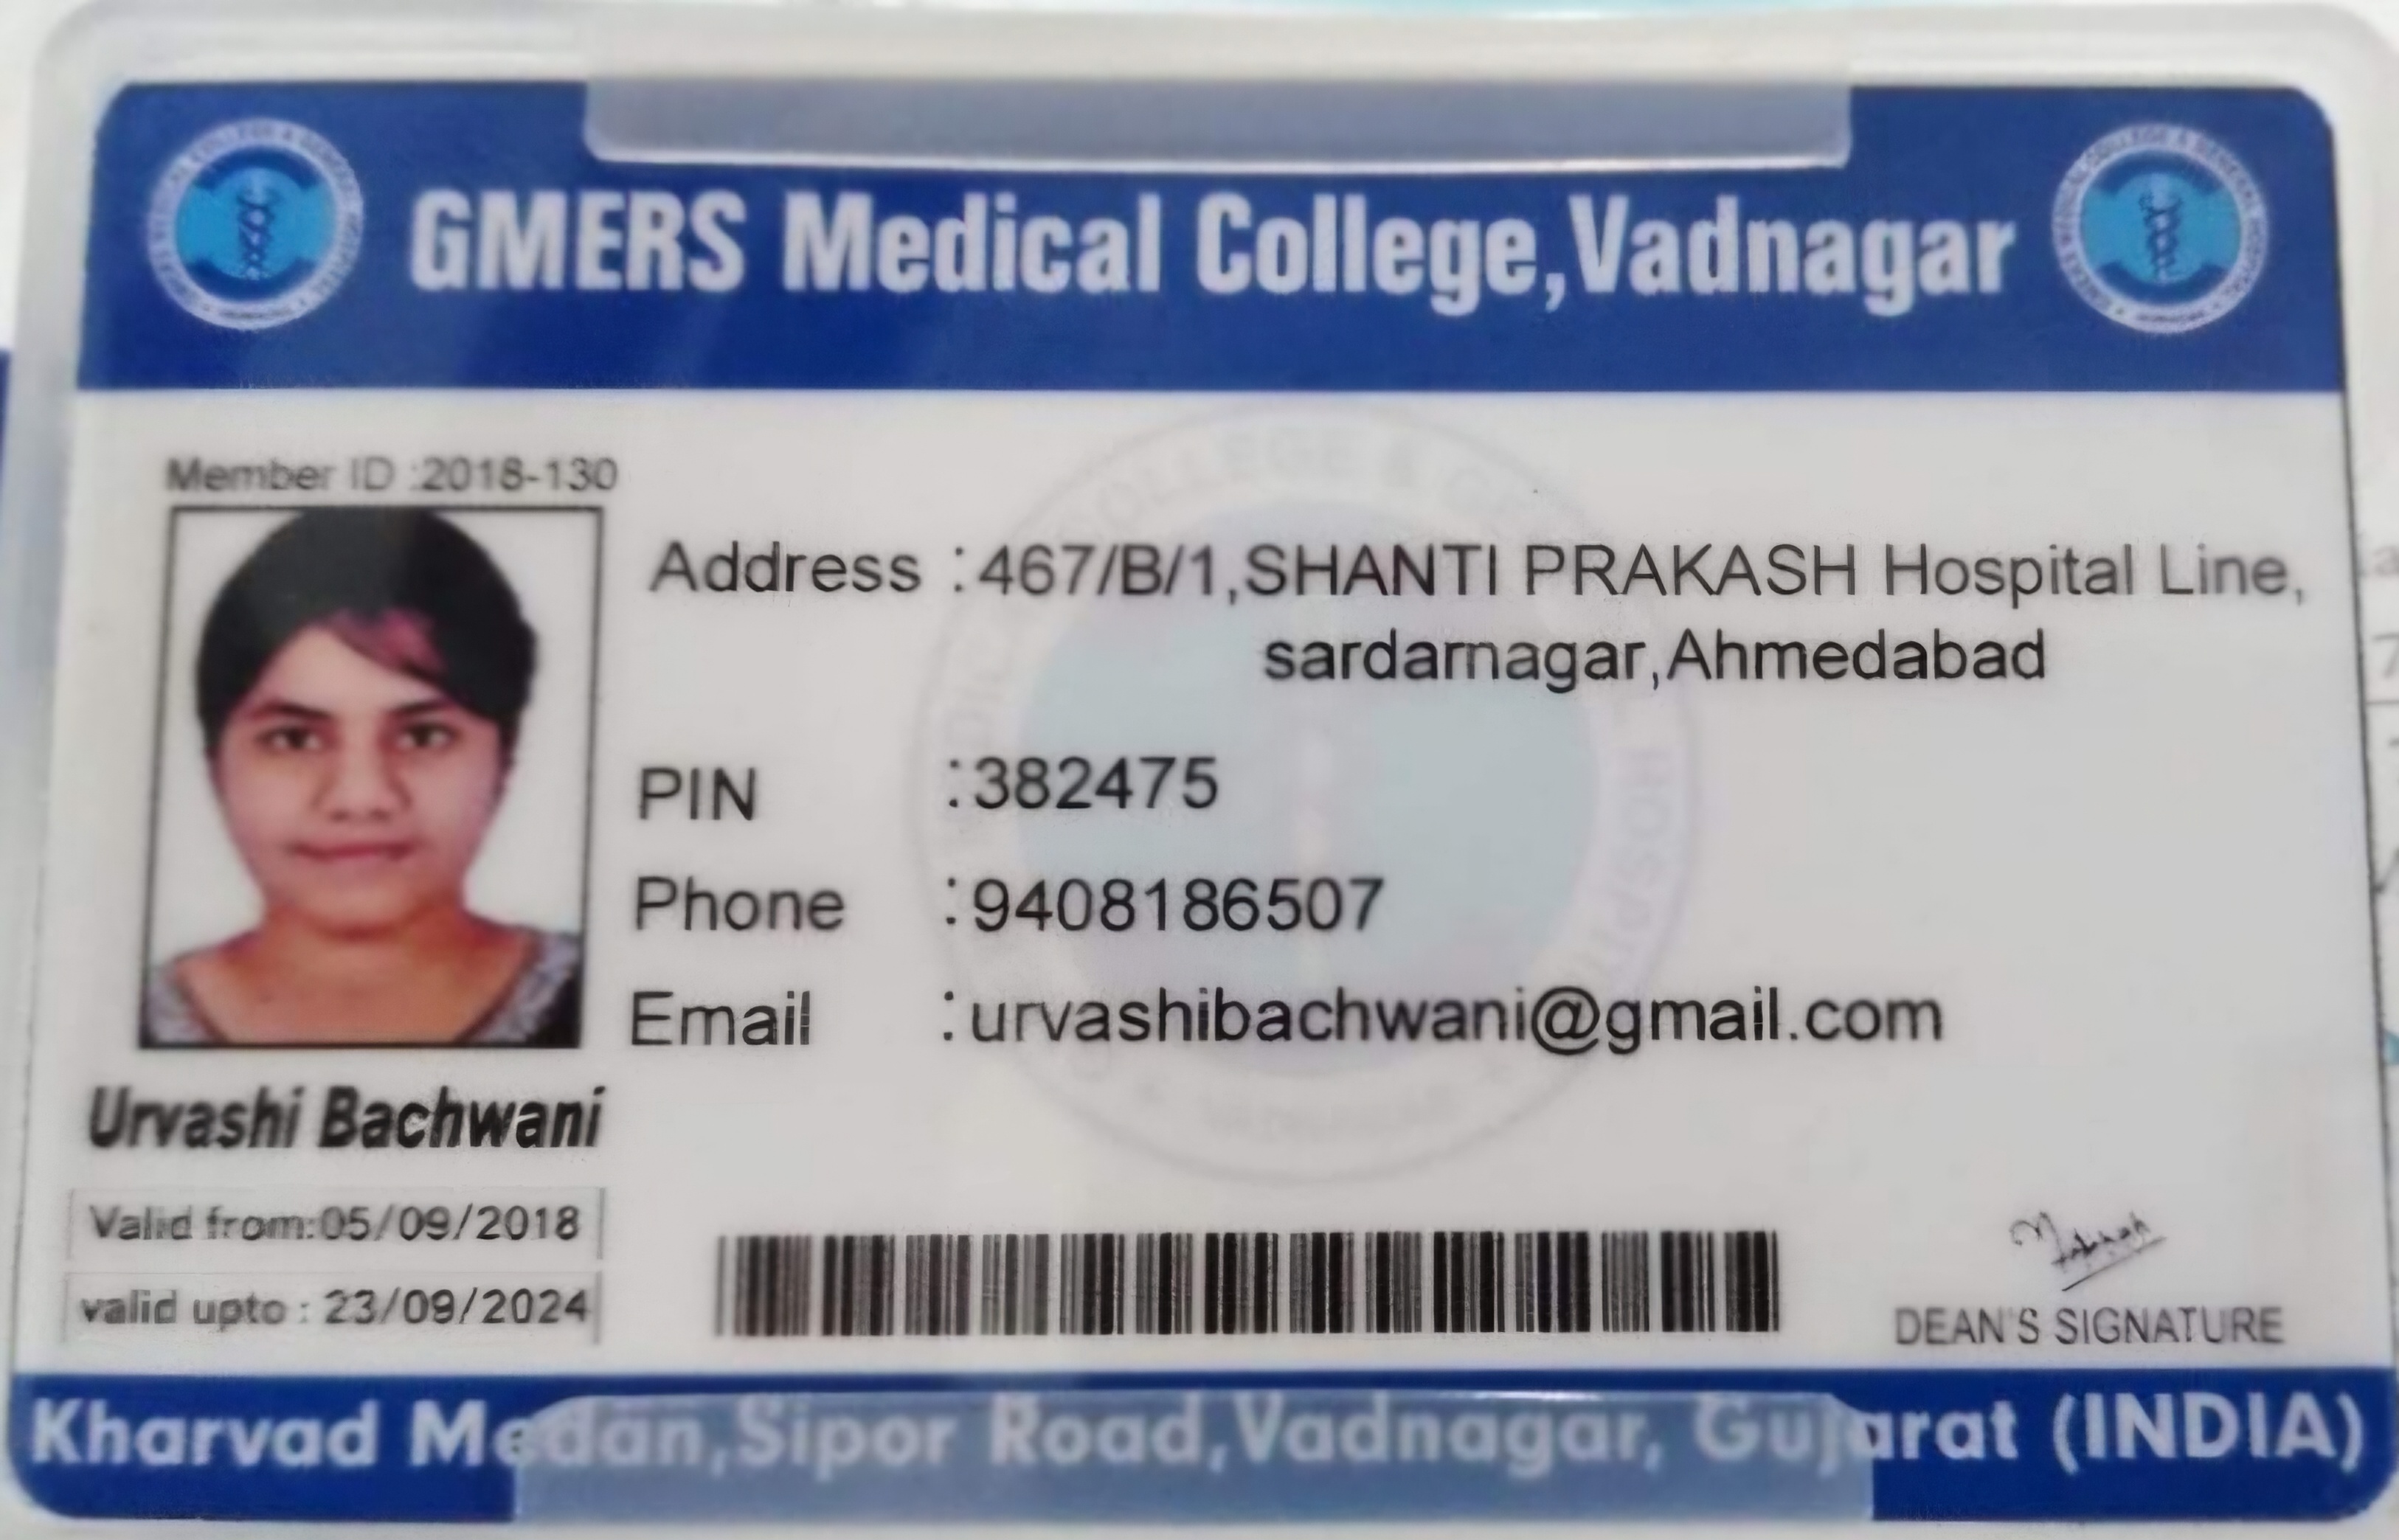 GMERS Medical College,Vadnagar
Member ID :2018-130
Address :467/B/1,SHANTI PRAKASH Hospital Line,
sardarnagar,Ahmedabad
PIN :382475
Phone :9408186507
Email :urvashibachwani@gmail.com
Urvashi Bachwani
Valid from:05/09/2018
valid upto : 23/09/2024
DEAN'S SIGNATURE
Kharvad Medan,Sipor Road,Vadnagar, Gujarat (INDIA)